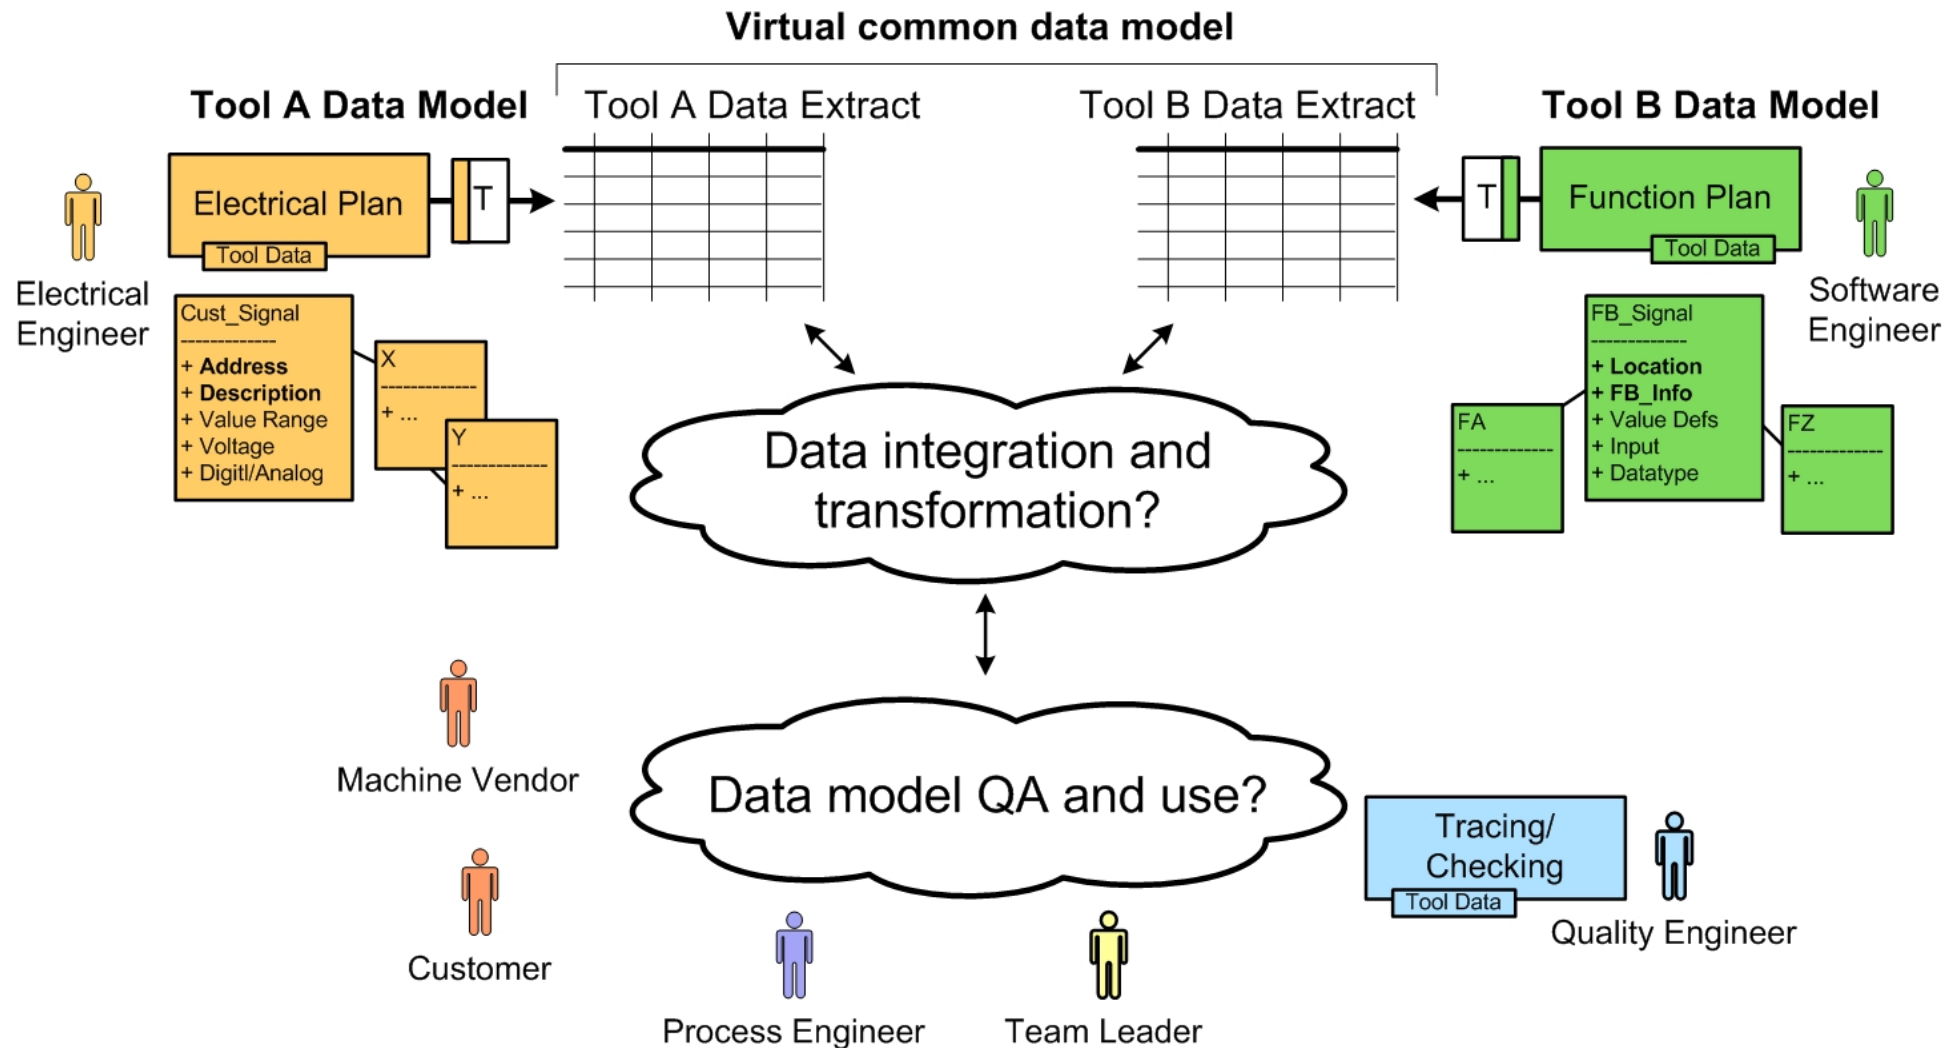 Virtual common data model
Tool A Data Model
Tool A Data Extract
Tool B Data Extract
Tool B Data Model
Electrical Plan
Tool Data
T
T
Function Plan
Tool Data
Electrical
Engineer
Software
Engineer
Cust_Signal
-------------
+ Address
+ Description
+ Value Range
+ Voltage
+ Digitl/Analog
X
-------------
+ ...
Y
-------------
+ ...
FB_Signal
-------------
+ Location
+ FB_Info
+ Value Defs
+ Input
+ Datatype
FA
-------------
+ ...
FZ
-------------
+ ...
Data integration and
transformation?
Machine Vendor
Data model QA and use?
Tracing/
Checking
Tool Data
Quality Engineer
Customer
Process Engineer
Team Leader